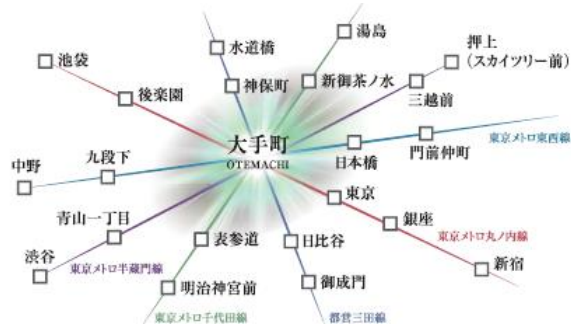 湯島
水道橋
押上
(スカイツリー前)
池袋
神保町
新御茶ノ水
三越前
後楽園
大手町
OTEMACHI
日本橋
門前仲町
東京メトロ東西線
中野
九段下
東京
青山一丁目
銀座
東京メトロ丸ノ内線
表参道
日比谷
渋谷
東京メトロ半蔵門線
新宿
明治神宮前
御成門
東京メトロ千代田線
都営三田線